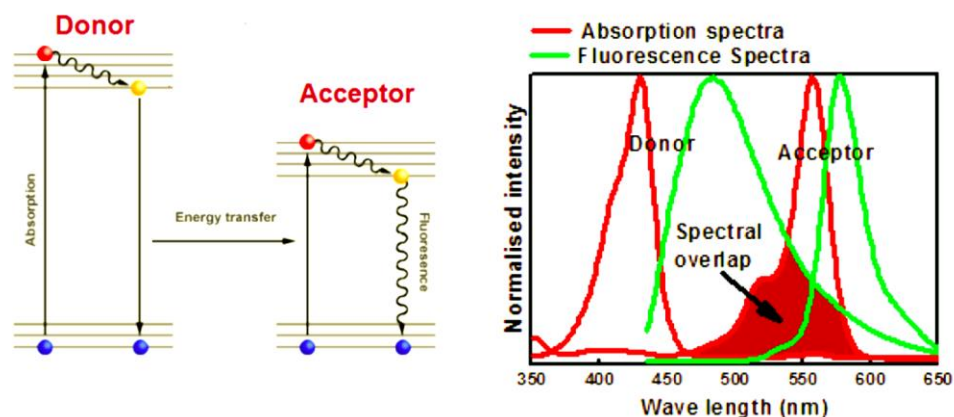 Donor
Acceptor
Absorption
Energy transfer
Fluoresence
Absorption spectra
Fluorescence Spectra
Normalised intensity
Donor
Acceptor
Spectral
overlap
350 400 450 500 550 600 650
Wave length (nm)